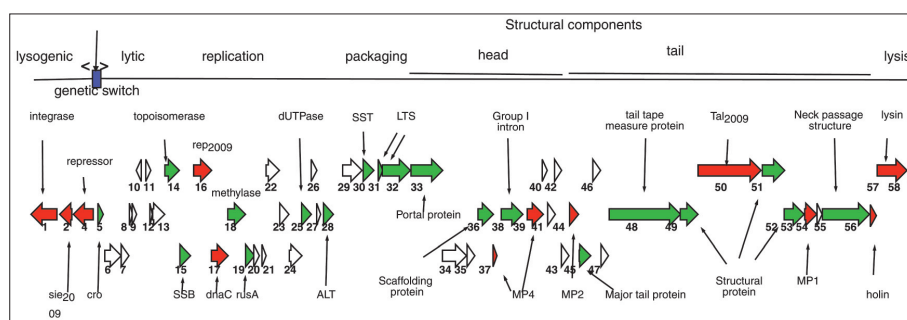 Structural components
lysogenic lytic replication packaging head tail lysis
< >
genetic switch
integrase topoisomerase dUTPase SST LTS Group I intron tail tape measure protein Tal2009 Neck passage structure lysin
repressor rep2009
10 11 14 16 22 26 29 30 31 32 33 40 42 46 50 51 57 58
methylase
Portal protein
1 2 4 5 8 9 12 13 18 23 25 27 28 36 38 39 41 44 48 49 52 53 54 55 56
6 7 15 17 19 20 21 24 34 35 37 43 45 47
sie2009 cro SSB dnaC rusA ALT Scaffolding protein MP4 MP2 Major tail protein Structural protein MP1 holin